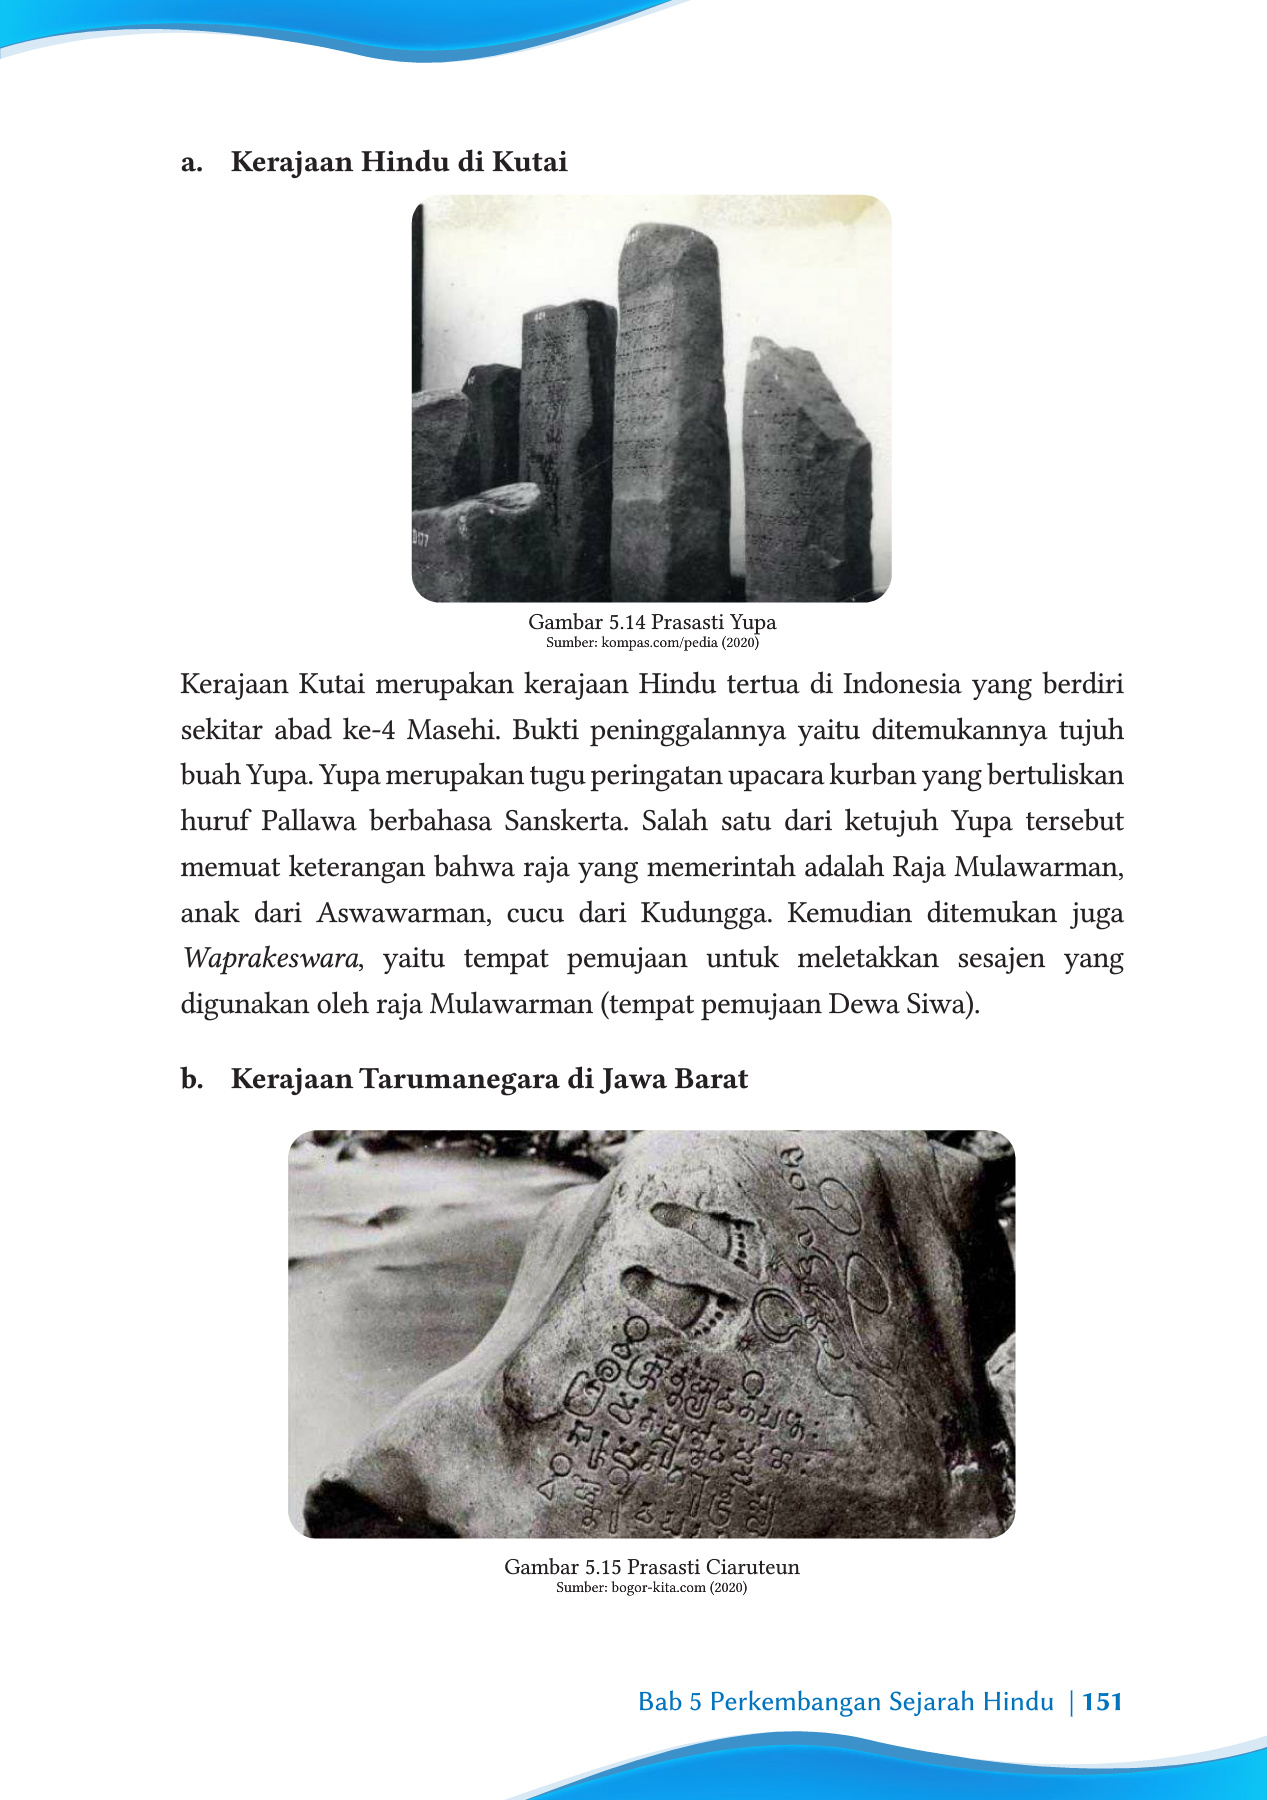 a. Kerajaan Hindu di Kutai
Gambar 5.14 Prasasti Yupa
Sumber: kompas.com/pedia (2020)
Kerajaan Kutai merupakan kerajaan Hindu tertua di Indonesia yang berdiri
sekitar abad ke-4 Masehi. Bukti peninggalannya yaitu ditemukannya tujuh
buah Yupa. Yupa merupakan tugu peringatan upacara kurban yang bertuliskan
huruf Pallawa berbahasa Sanskerta. Salah satu dari ketujuh Yupa tersebut
memuat keterangan bahwa raja yang memerintah adalah Raja Mulawarman,
anak dari Aswawarman, cucu dari Kudungga. Kemudian ditemukan juga
Waprakeswara, yaitu tempat pemujaan untuk meletakkan sesajen yang
digunakan oleh raja Mulawarman (tempat pemujaan Dewa Siwa).
b. Kerajaan Tarumanegara di Jawa Barat
Gambar 5.15 Prasasti Ciaruteun
Sumber: bogor-kita.com (2020)
Bab 5 Perkembangan Sejarah Hindu | 151